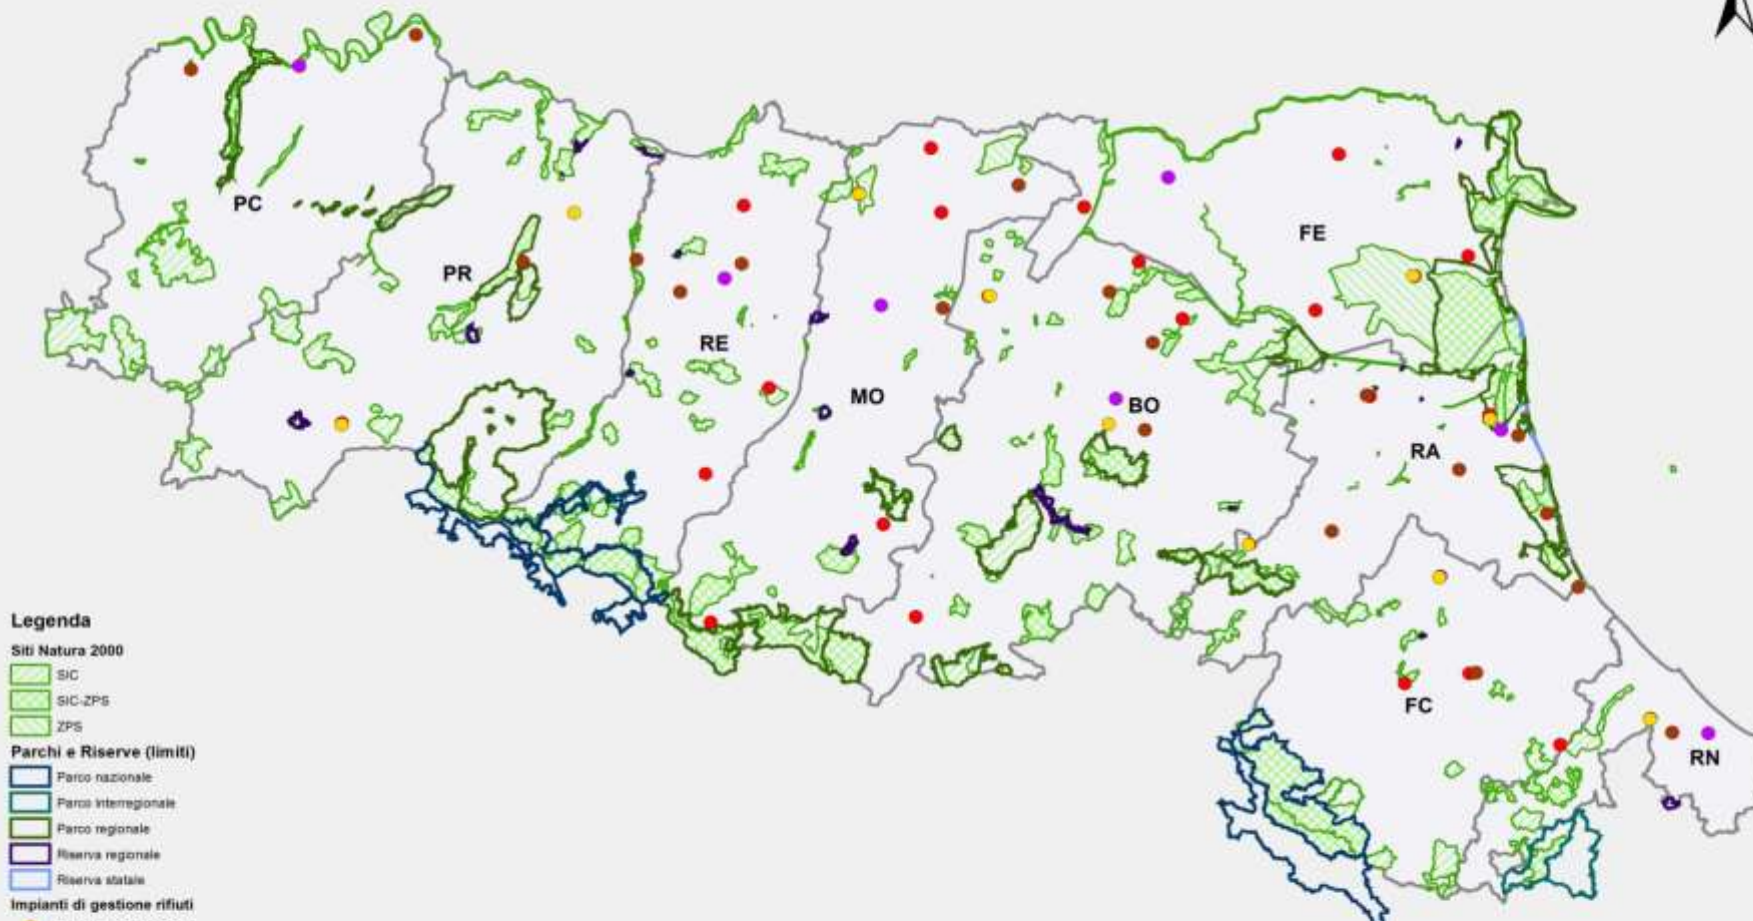 PC
PR
RE
MO
BO
FE
RA
FC
RN
Legenda
Siti Natura 2000
SIC
SIC-ZPS
ZPS
Parchi e Riserve (limiti)
Parco nazionale
Parco interregionale
Parco regionale
Riserva regionale
Riserva statale
Impianti di gestione rifiuti